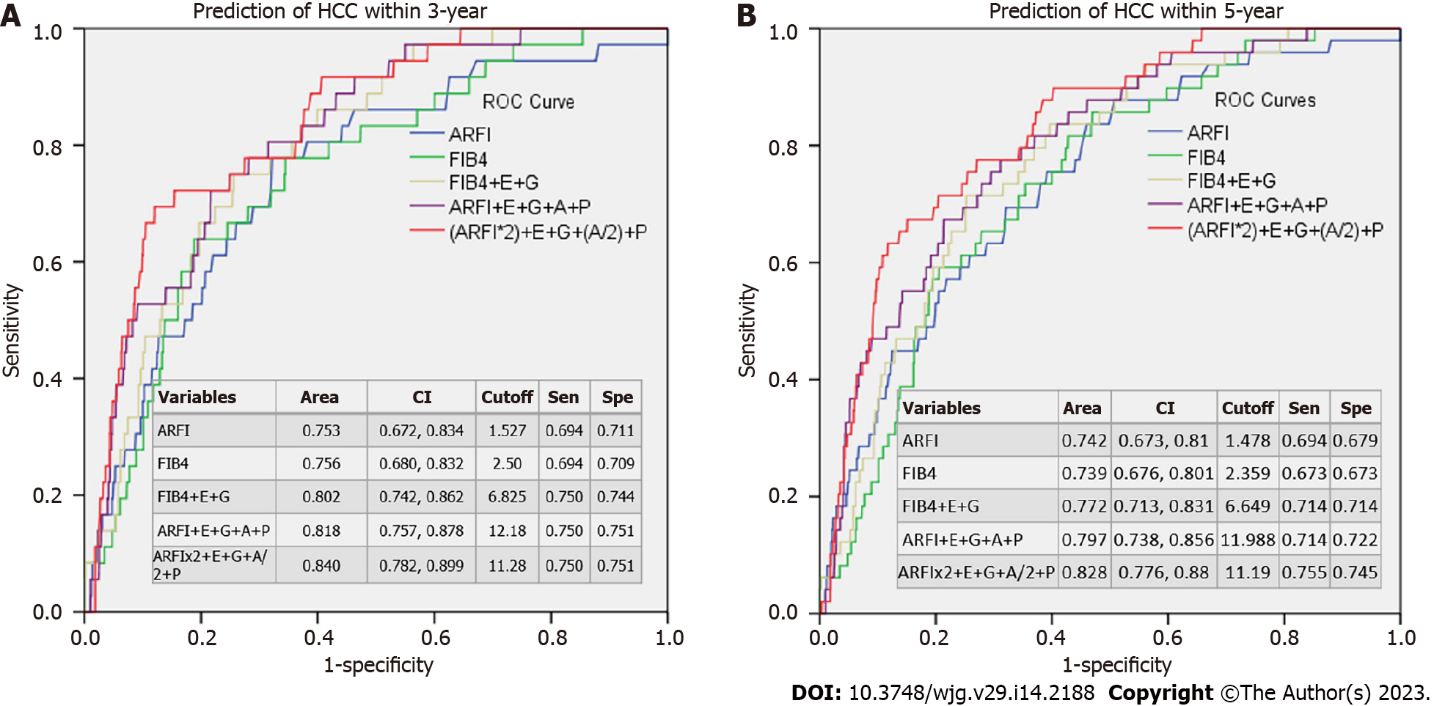 A
Prediction of HCC within 3-year
1.0
0.8
0.6
0.4
0.2
0.0
Sensitivity
ROC Curve
ARFI
FIB4
FIB4+E+G
ARFI+E+G+A+P
(ARFI*2)+E+G+(A/2)+P
Variables Area CI Cutoff Sen Spe
ARFI 0.753 0.672, 0.834 1.527 0.694 0.711
FIB4 0.756 0.680, 0.832 2.50 0.694 0.709
FIB4+E+G 0.802 0.742, 0.862 6.825 0.750 0.744
ARFI+E+G+A+P 0.818 0.757, 0.878 12.18 0.750 0.751
ARFIx2+E+G+A/
2+P 0.840 0.782, 0.899 11.28 0.750 0.751
0.0 0.2 0.4 0.6 0.8 1.0
1-specificity
B
Prediction of HCC within 5-year
1.0
0.8
0.6
0.4
0.2
0.0
Sensitivity
ROC Curves
ARFI
FIB4
FIB4+E+G
ARFI+E+G+A+P
(ARFI*2)+E+G+(A/2)+P
Variables Area CI Cutoff Sen Spe
ARFI 0.742 0.673, 0.81 1.478 0.694 0.679
FIB4 0.739 0.676, 0.801 2.359 0.673 0.673
FIB4+E+G 0.772 0.713, 0.831 6.649 0.714 0.714
ARFI+E+G+A+P 0.797 0.738, 0.856 11.988 0.714 0.722
ARFIx2+E+G+A/2+P 0.828 0.776, 0.88 11.19 0.755 0.745
0.0 0.2 0.4 0.6 0.8 1.0
1-specificity
DOI: 10.3748/wjg.v29.i14.2188 Copyright ©The Author(s) 2023.